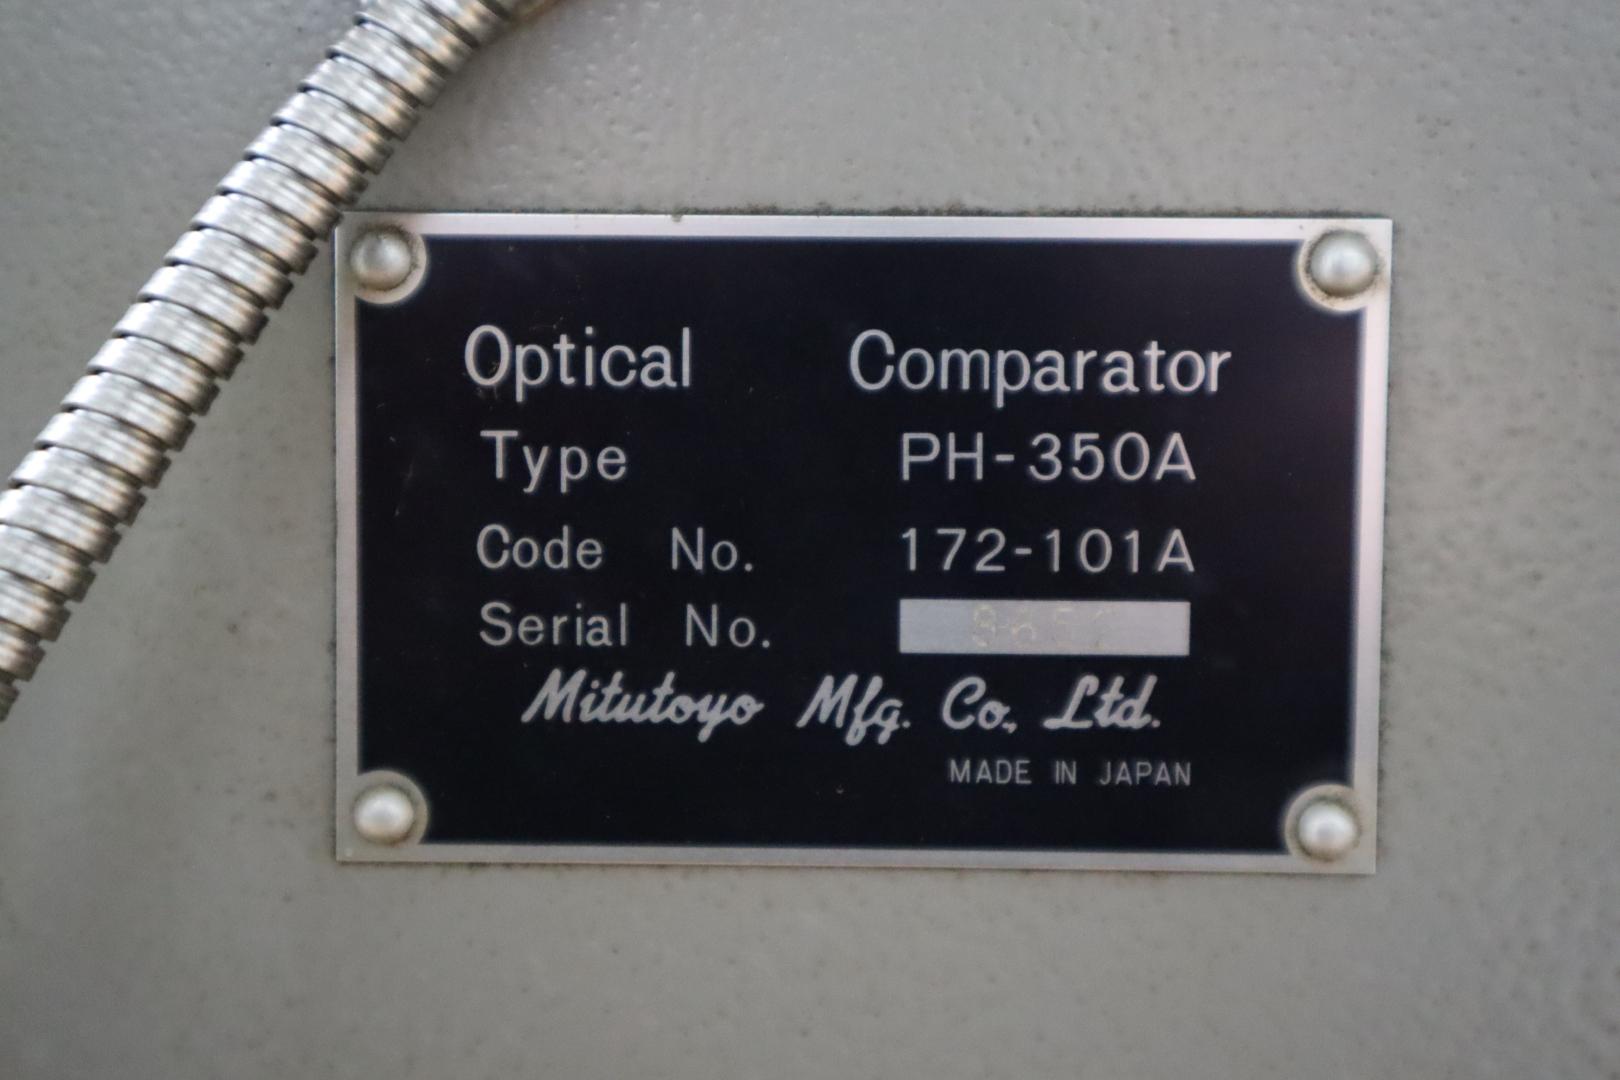 Optical Comparator
Type PH-350A
Code No. 172-101A
Serial No.
Mitutoyo Mfg. Co., Ltd.
MADE IN JAPAN